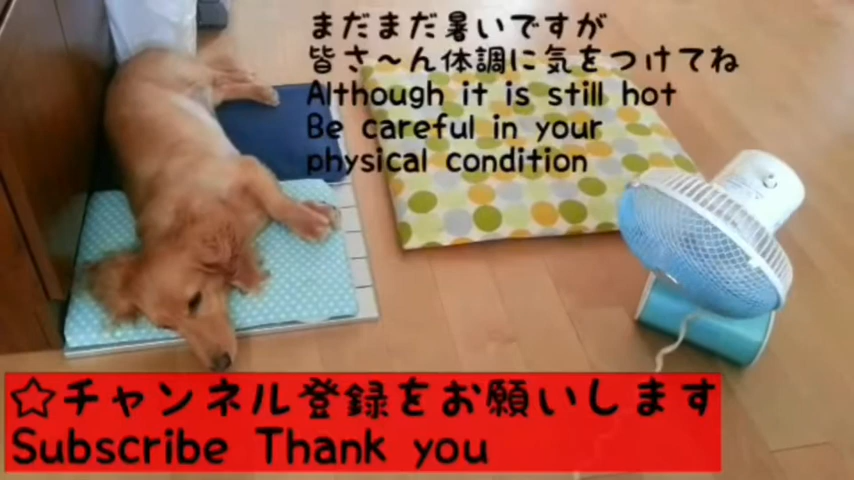 まだまだ暑いですが
皆さ〜ん体調に気をつけてね
Although it is still hot
Be careful in your
physical condition
☆チャンネル登録をお願いします
Subscribe Thank you